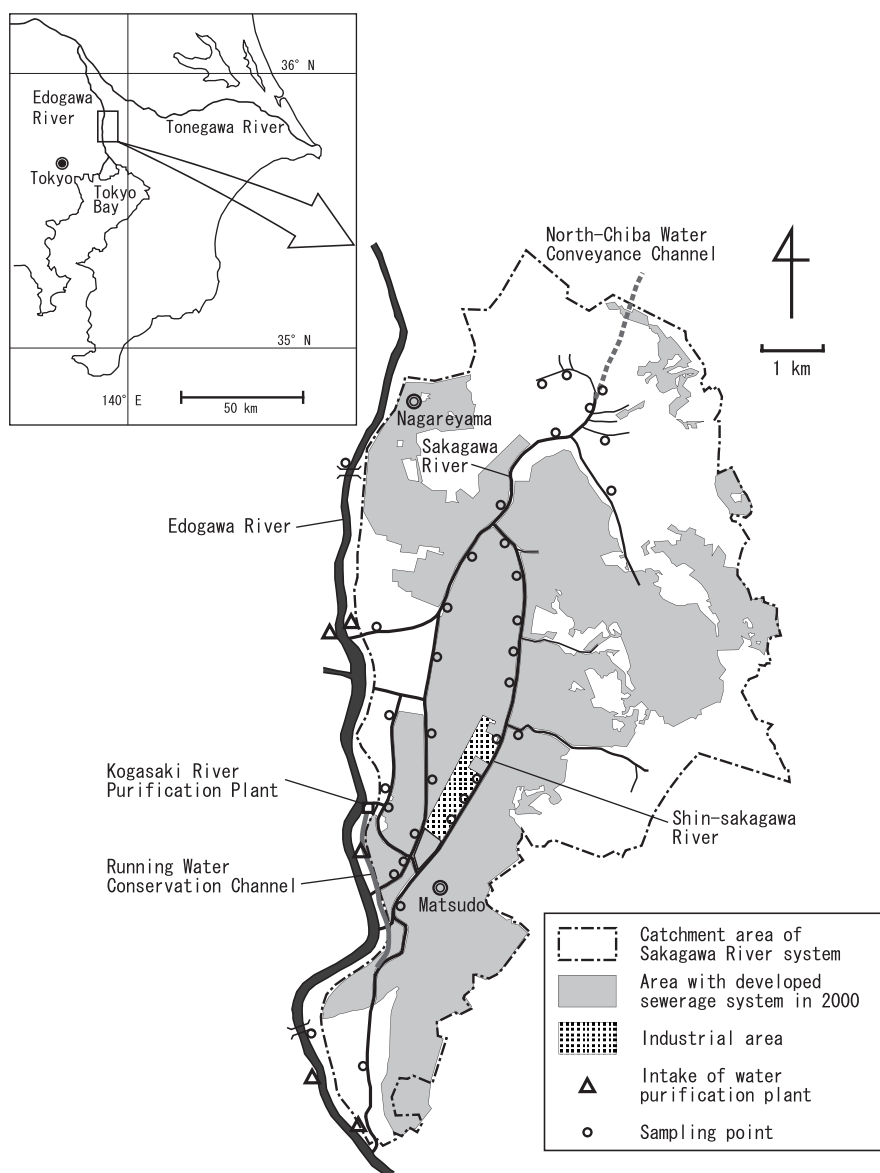 36° N
Edogawa
River
Tonegawa River
Tokyo
Tokyo
Bay
35° N
140° E
50 km
North-Chiba Water
Conveyance Channel
1 km
Nagareyama
Sakagawa
River
Edogawa River
Kogasaki River
Purification Plant
Shin-sakagawa
River
Running Water
Conservation Channel
Matsudo
Catchment area of
Sakagawa River system
Area with developed
sewerage system in 2000
Industrial area
Intake of water
purification plant
Sampling point